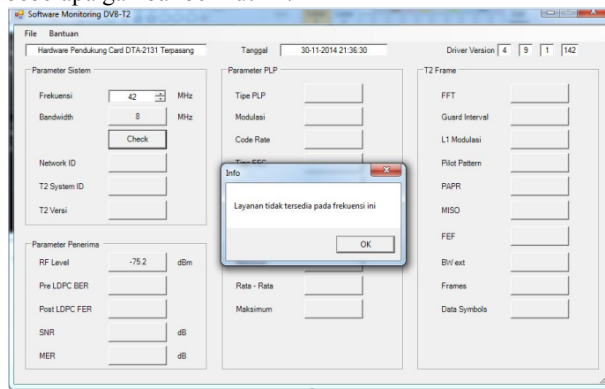 Software Monitoring DVB-T2
File Bantuan
Hardware Pendukung Card DTA-2131 Terpasang
Tanggal 30-11-2014 21:36:30
Driver Version 4 9 1 142
Parameter Sistem
Frekuensi 42 MHz
Bandwidth 8 MHz
Check
Network ID
T2 System ID
T2 Versi
Parameter Penerima
RF Level -75.2 dBm
Pre LDPC BER
Post LDPC FER
SNR dB
MER dB
Parameter PLP
Tipe PLP
Modulasi
Code Rate
Info
Layanan tidak tersedia pada frekuensi ini
OK
Rata - Rata
Maksimum
T2 Frame
FFT
Guard Interval
L1 Modulasi
Pilot Pattern
PAPR
MISO
FEF
BW ext
Frames
Data Symbols